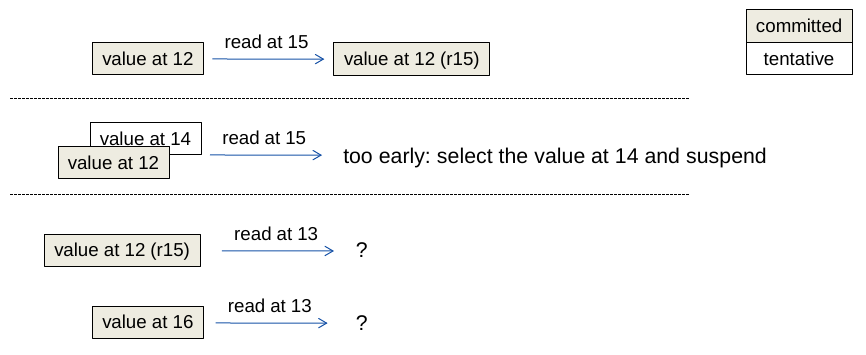 committed
tentative
value at 12
read at 15
value at 12 (r15)
value at 14
value at 12
read at 15
too early: select the value at 14 and suspend
value at 12 (r15)
read at 13
?
value at 16
read at 13
?